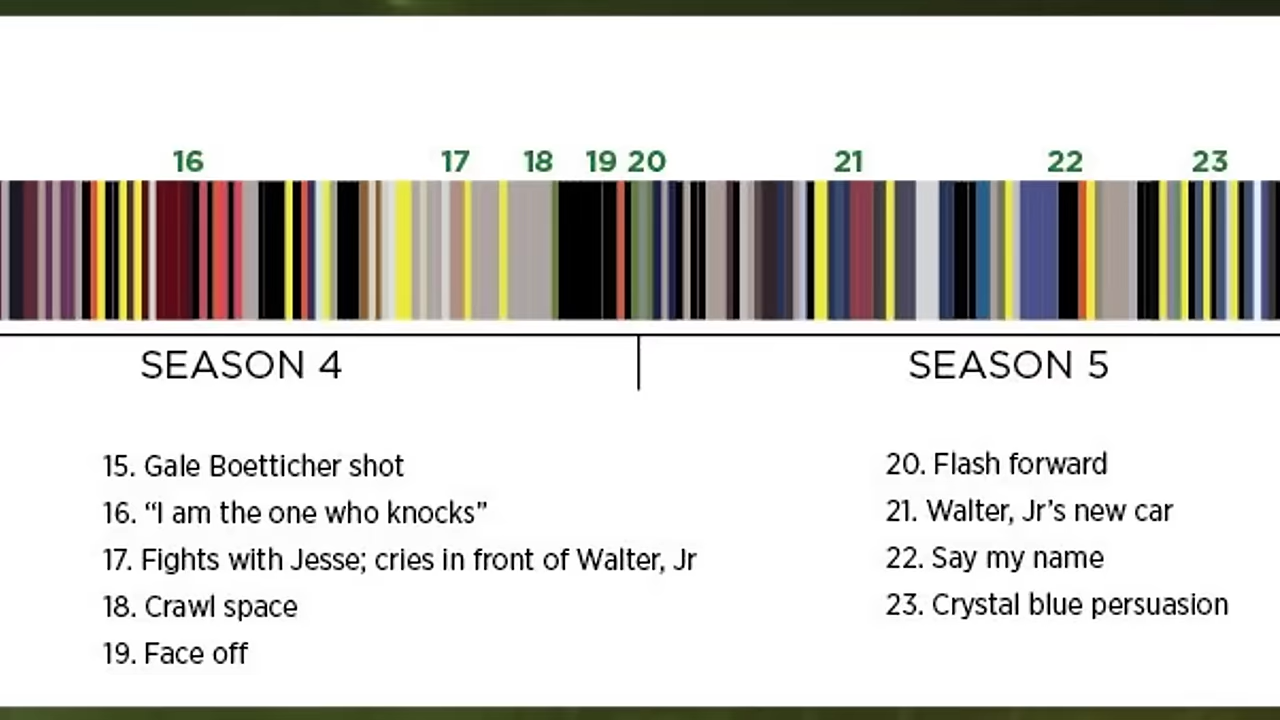 16 17 18 19 20 21 22 23
SEASON 4 SEASON 5
15. Gale Boetticher shot
16. “I am the one who knocks”
17. Fights with Jesse; cries in front of Walter, Jr
18. Crawl space
19. Face off
20. Flash forward
21. Walter, Jr’s new car
22. Say my name
23. Crystal blue persuasion